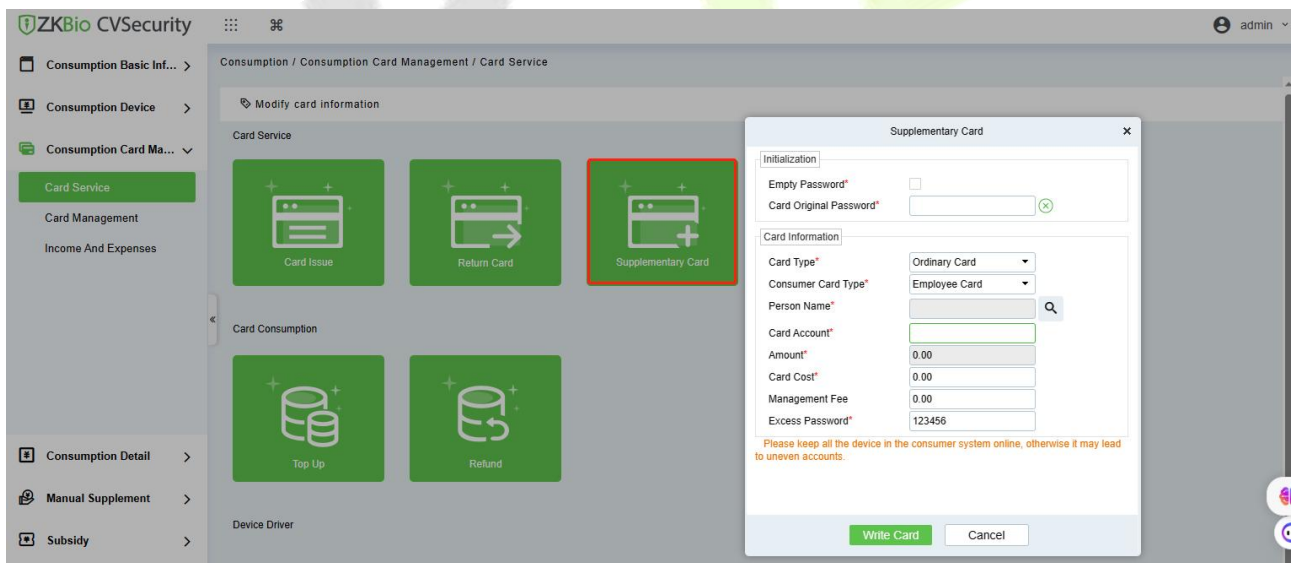 ZKBio CVSecurity
admin
Consumption Basic Inf...
Consumption Device
Consumption Card Ma...
Card Service
Card Management
Income And Expenses
Consumption Detail
Manual Supplement
Subsidy
Consumption / Consumption Card Management / Card Service
Modify card information
Card Service
Card Issue
Return Card
Supplementary Card
Card Consumption
Top Up
Refund
Device Driver
Supplementary Card
Initialization
Empty Password*
Card Original Password*
Card Information
Card Type* Ordinary Card
Consumer Card Type* Employee Card
Person Name*
Card Account*
Amount* 0.00
Card Cost* 0.00
Management Fee 0.00
Excess Password* 123456
Please keep all the device in the consumer system online, otherwise it may lead
to uneven accounts.
Write Card Cancel